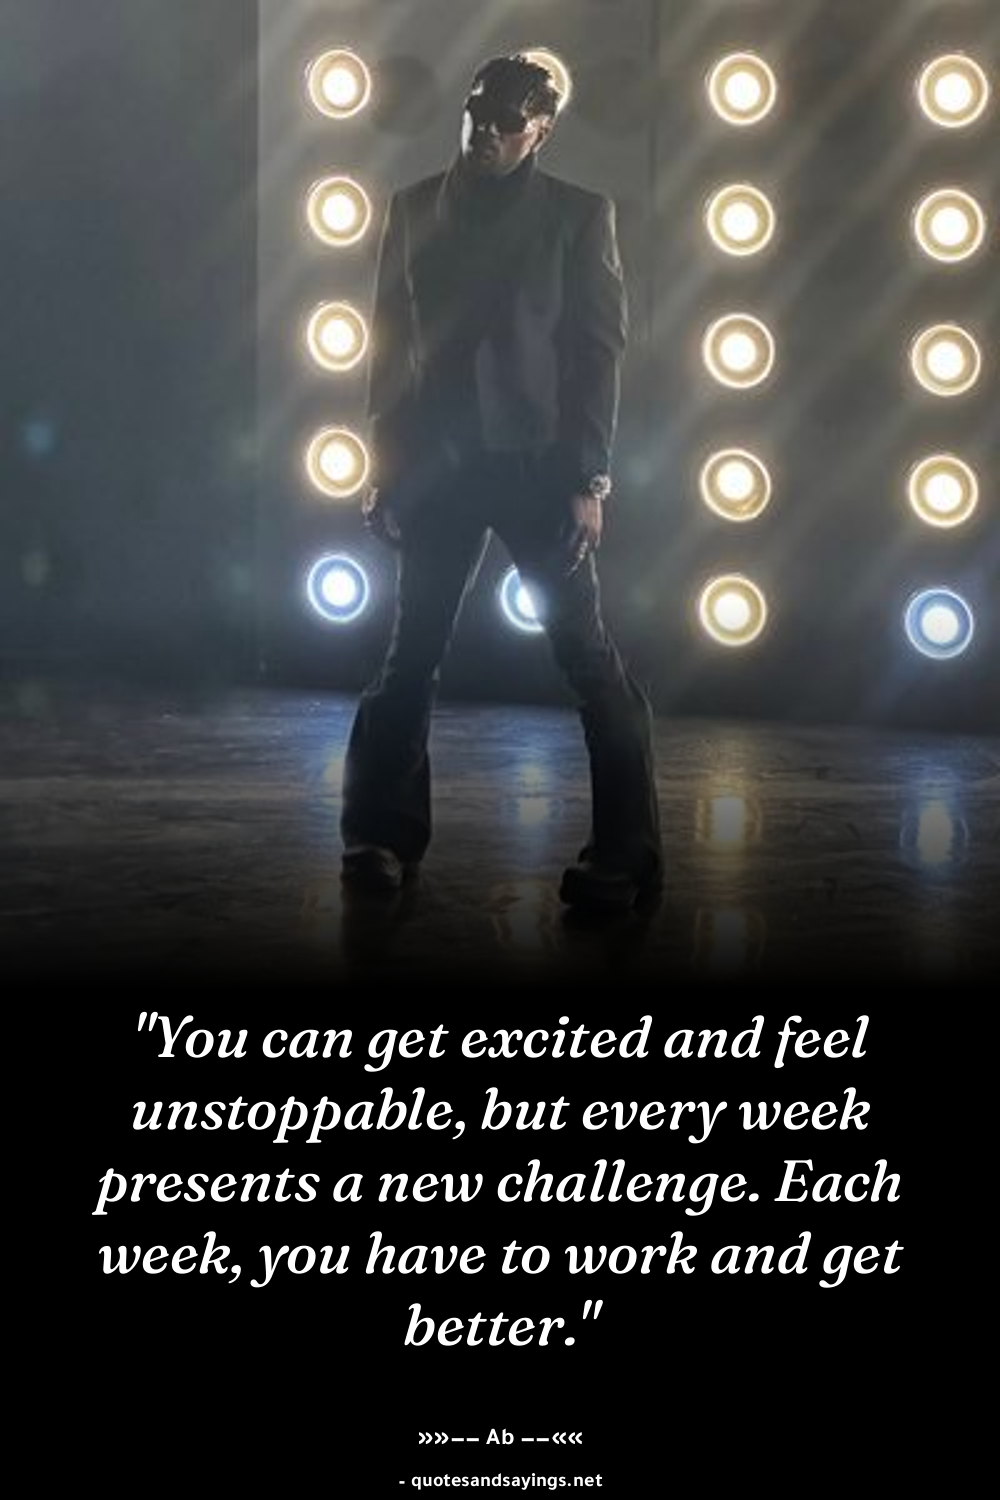 "You can get excited and feel
unstoppable, but every week
presents a new challenge. Each
week, you have to work and get
better."
»»−− Ab −−««
- quotesandsayings.net